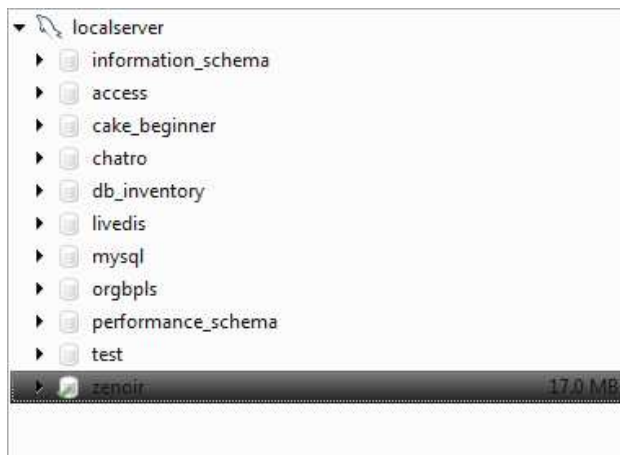 localserver
information_schema
access
cake_beginner
chatro
db_inventory
livedis
mysql
orgbpls
performance_schema
test
zenoir 17.0 MB